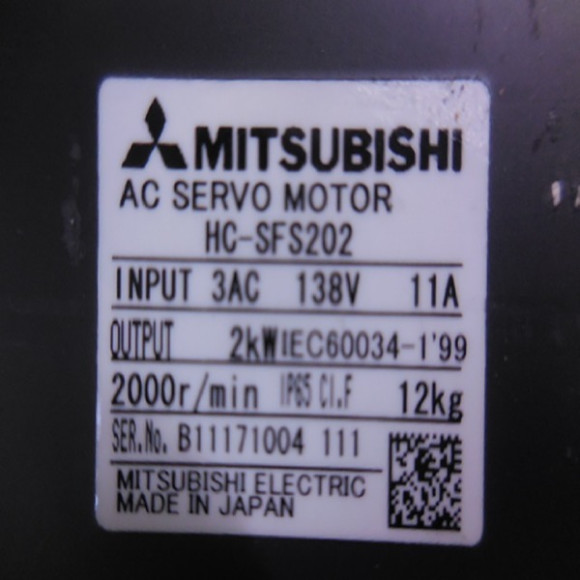 MITSUBISHI
AC SERVO MOTOR
HC-SFS202
INPUT 3AC 138V 11A
OUTPUT 2kW IEC60034-1'99
2000r/min IP65 Cl.F 12kg
SER.No. B11171004 111
MITSUBISHI ELECTRIC
MADE IN JAPAN